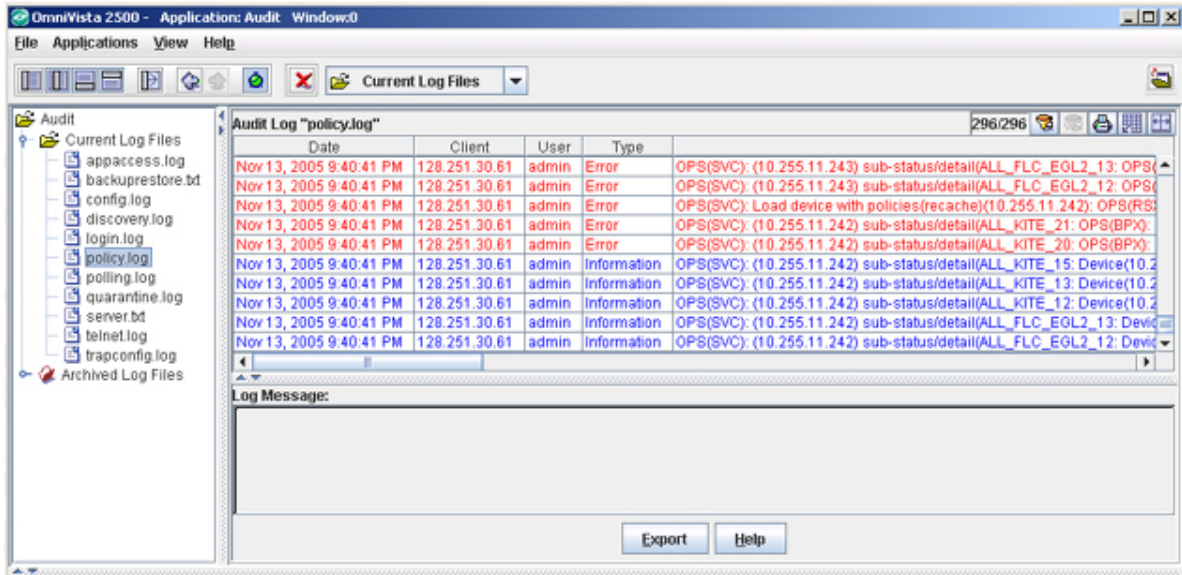 OmniVista 2500 - Application: Audit Window:0
File Applications View Help
Current Log Files
Audit
Current Log Files
appaccess.log
backuprestore.txt
config.log
discovery.log
login.log
policy.log
polling.log
quarantine.log
server.txt
telnet.log
trapconfig.log
Archived Log Files
Audit Log "policy.log" 296/296
Date Client User Type
Nov 13, 2005 9:40:41 PM 128.251.30.61 admin Error OPS(SVC): (10.255.11.243) sub-status/detail(ALL_FLC_EGL2_13: OPS(
Nov 13, 2005 9:40:41 PM 128.251.30.61 admin Error OPS(SVC): (10.255.11.243) sub-status/detail(ALL_FLC_EGL2_12: OPS(
Nov 13, 2005 9:40:41 PM 128.251.30.61 admin Error OPS(SVC): Load device with policies(recache)(10.255.11.242): OPS(RS
Nov 13, 2005 9:40:41 PM 128.251.30.61 admin Error OPS(SVC): (10.255.11.242) sub-status/detail(ALL_KITE_21: OPS(BPX):
Nov 13, 2005 9:40:41 PM 128.251.30.61 admin Error OPS(SVC): (10.255.11.242) sub-status/detail(ALL_KITE_20: OPS(BPX):
Nov 13, 2005 9:40:41 PM 128.251.30.61 admin Information OPS(SVC): (10.255.11.242) sub-status/detail(ALL_KITE_15: Device(10.2
Nov 13, 2005 9:40:41 PM 128.251.30.61 admin Information OPS(SVC): (10.255.11.242) sub-status/detail(ALL_KITE_13: Device(10.2
Nov 13, 2005 9:40:41 PM 128.251.30.61 admin Information OPS(SVC): (10.255.11.242) sub-status/detail(ALL_KITE_12: Device(10.2
Nov 13, 2005 9:40:41 PM 128.251.30.61 admin Information OPS(SVC): (10.255.11.242) sub-status/detail(ALL_FLC_EGL2_13: Devic
Nov 13, 2005 9:40:41 PM 128.251.30.61 admin Information OPS(SVC): (10.255.11.242) sub-status/detail(ALL_FLC_EGL2_12: Devic
Log Message:
Export Help